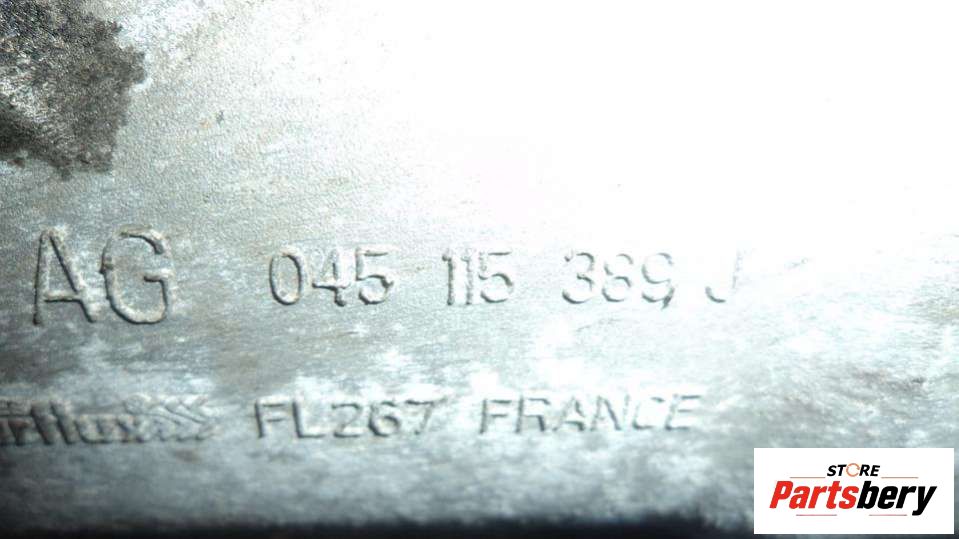 AG 045 115 389 J
FL267 FRANCE
STORE
Partsbery